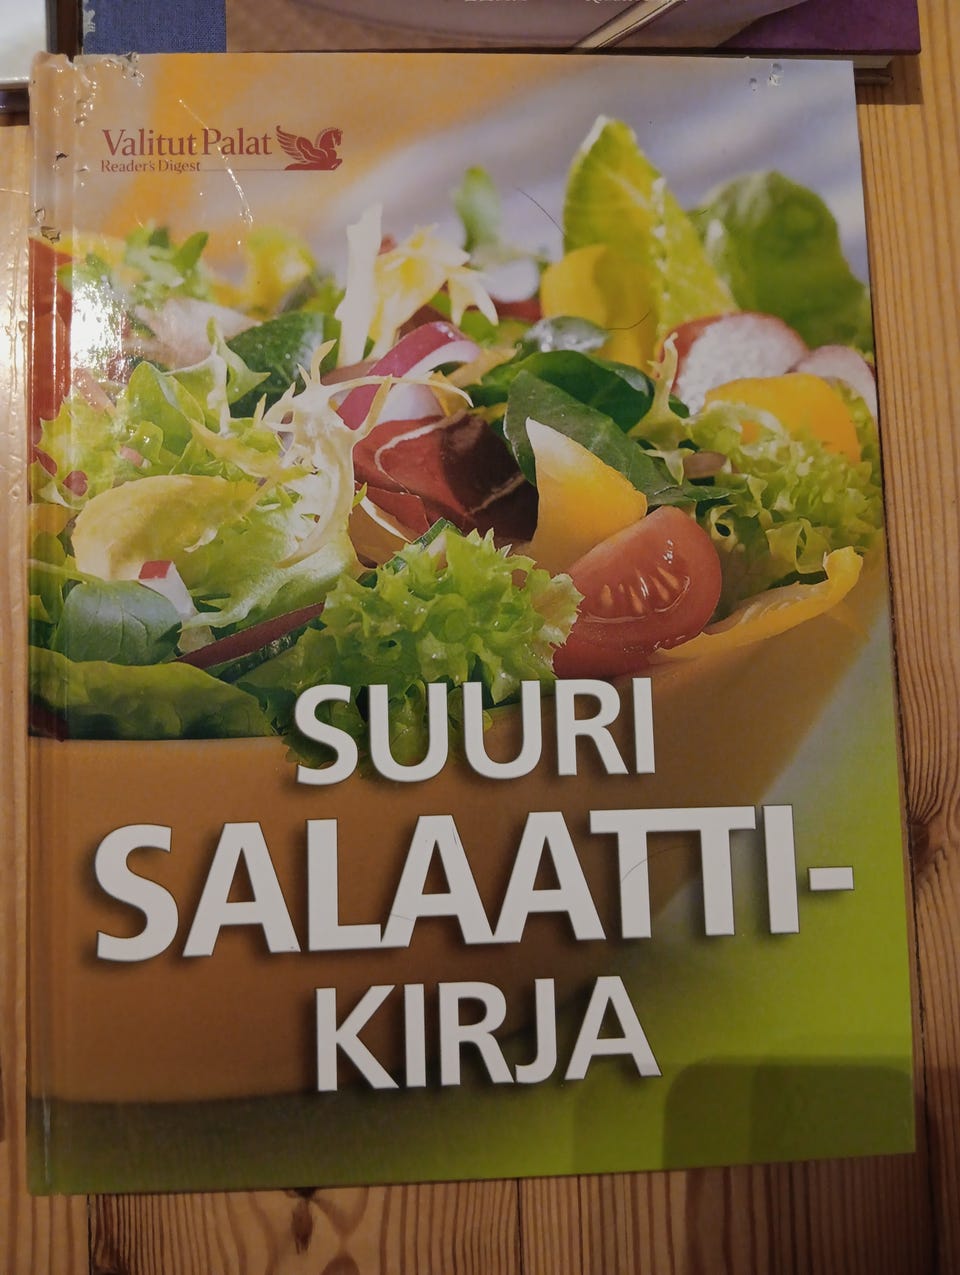 Valitut Palat
Reader's Digest
SUURI
SALAATTI-
KIRJA